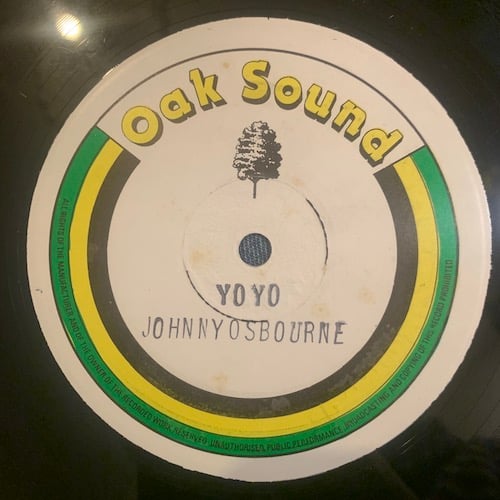 Oak Sound
YO YO
JOHNNY OSBOURNE
ALL RIGHTS OF THE MANUFACTURER AND OF THE OWNER OF THE RECORDED WORK RESERVED. UNAUTHORISED PUBLIC PERFORMANCE, BROADCASTING AND COPYING OF THIS RECORD PROHIBITED